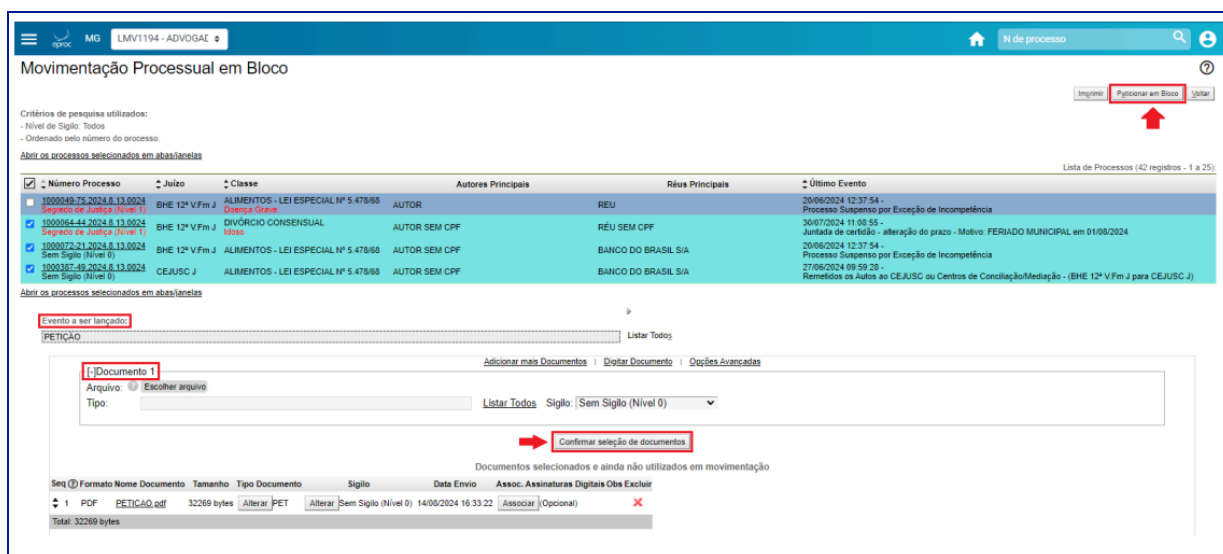 eproc MG LMV1194 - ADVOGAD N de processo
Movimentação Processual em Bloco
Imprimir Peticionar em Bloco Voltar
Critérios de pesquisa utilizados:
- Nível de Sigilo: Todos
- Ordenado pelo número do processo.
Abrir os processos selecionados em abas/janelas
Lista de Processos (42 registros - 1 a 25):
Número Processo Juízo Classe Autores Principais Réus Principais Último Evento
1000049-75.2024.8.13.0024 BHE 12ª V.Fm J ALIMENTOS - LEI ESPECIAL Nº 5.478/68 AUTOR REU 20/06/2024 12:37:54 -
Segredo de Justiça (Nível 1) Doença Grave Processo Suspenso por Exceção de Incompetência
1000064-44.2024.8.13.0024 BHE 12ª V.Fm J DIVÓRCIO CONSENSUAL AUTOR SEM CPF RÉU SEM CPF 30/07/2024 11:08:55 -
Segredo de Justiça (Nível 1) Idoso Juntada de certidão - alteração do prazo - Motivo: FERIADO MUNICIPAL em 01/08/2024
1000072-21.2024.8.13.0024 BHE 12ª V.Fm J ALIMENTOS - LEI ESPECIAL Nº 5.478/68 AUTOR SEM CPF BANCO DO BRASIL S/A 20/06/2024 12:37:54 -
Sem Sigilo (Nível 0) Processo Suspenso por Exceção de Incompetência
1000387-49.2024.8.13.0024 CEJUSC J ALIMENTOS - LEI ESPECIAL Nº 5.478/68 AUTOR SEM CPF BANCO DO BRASIL S/A 27/06/2024 09:59:28 -
Sem Sigilo (Nível 0) Remetidos os Autos ao CEJUSC ou Centros de Conciliação/Mediação - (BHE 12ª V.Fm J para CEJUSC J)
Abrir os processos selecionados em abas/janelas
Evento a ser lançado:
PETIÇÃO Listar Todos
Adicionar mais Documentos | Digitar Documento | Opções Avançadas
[-]Documento 1
Arquivo: Escolher arquivo
Tipo: Listar Todos Sigilo: Sem Sigilo (Nível 0)
Confirmar seleção de documentos
Documentos selecionados e ainda não utilizados em movimentação
Seq Formato Nome Documento Tamanho Tipo Documento Sigilo Data Envio Assoc. Assinaturas Digitais Obs Excluir
1 PDF PETICAO.pdf 32269 bytes Alterar PET Alterar Sem Sigilo (Nível 0) 14/08/2024 16:33:22 Associar (Opcional)
Total: 32269 bytes